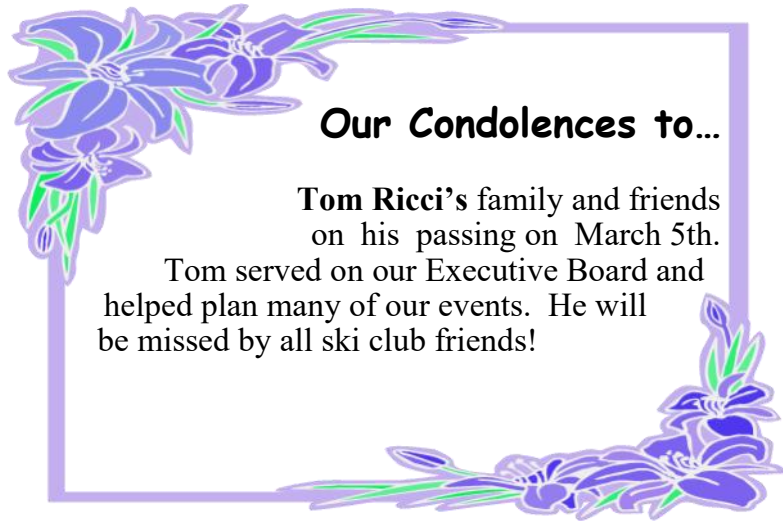 Our Condolences to…
Tom Ricci’s family and friends
on his passing on March 5th.
Tom served on our Executive Board and
helped plan many of our events. He will
be missed by all ski club friends!